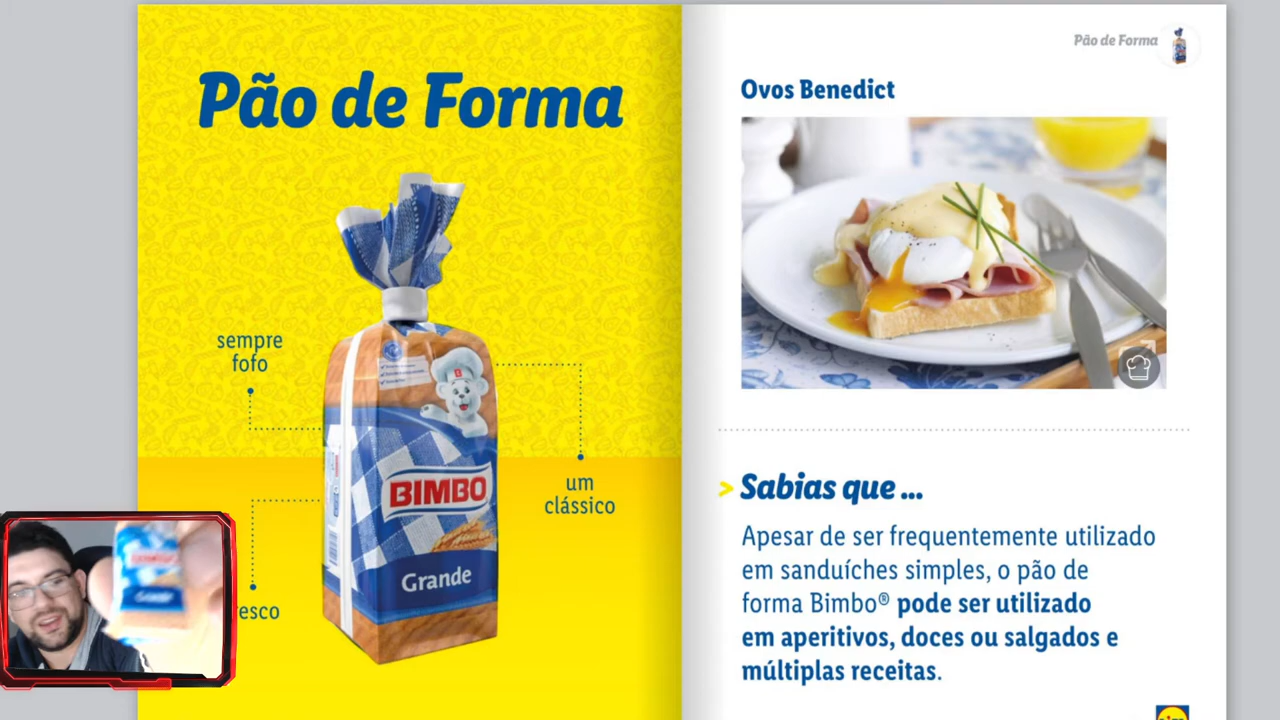 Pão de Forma
sempre
fofo
um
clássico
esco
BIMBO
Grande
BIMBO
Pão de Forma
Ovos Benedict
> Sabias que ...
Apesar de ser frequentemente utilizado
em sanduíches simples, o pão de
forma Bimbo® pode ser utilizado
em aperitivos, doces ou salgados e
múltiplas receitas.